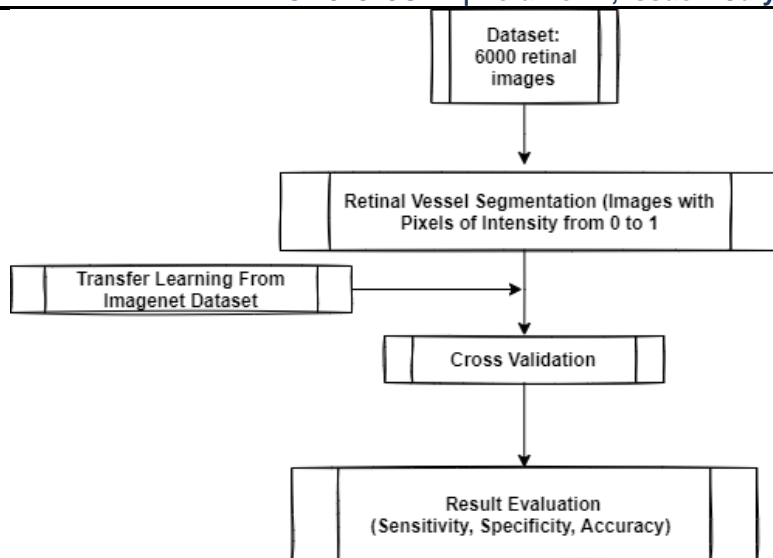 Dataset:
6000 retinal
images
Retinal Vessel Segmentation (Images with
Pixels of Intensity from 0 to 1
Transfer Learning From
Imagenet Dataset
Cross Validation
Result Evaluation
(Sensitivity, Specificity, Accuracy)